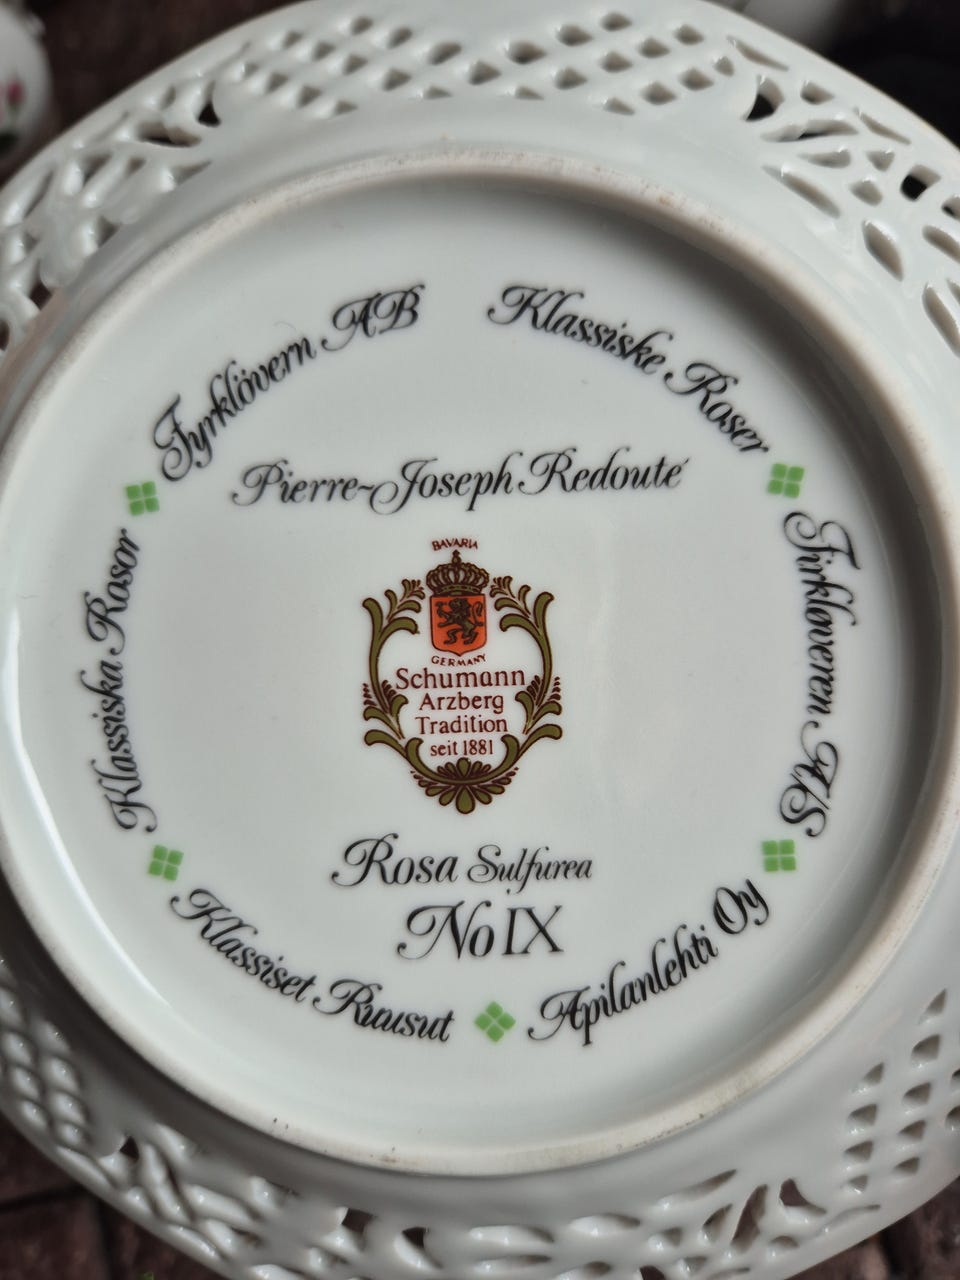 Fyrklövern AB
Klassiske Roser
Firkløveren A/S
Apilanlehti Oy
Klassiset Ruusut
Klassiska Rosor
Pierre-Joseph Redouté
BAVARIA
GERMANY
Schumann
Arzberg
Tradition
seit 1881
Rosa Sulfurea
No IX